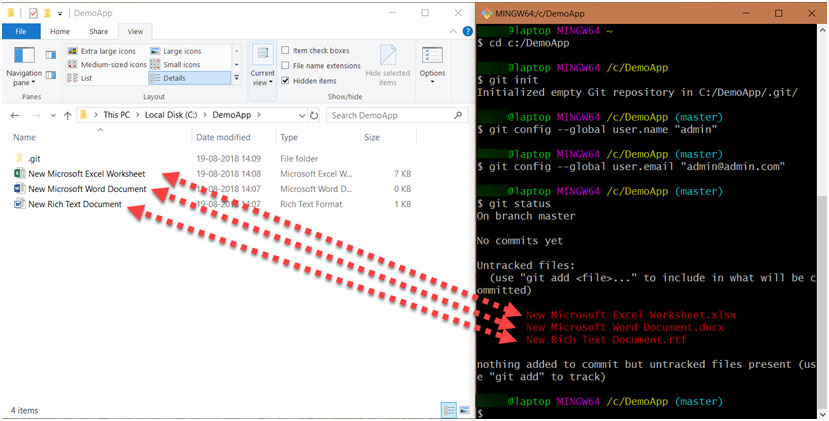 DemoApp
File
Home
Share
View
Navigation
pane
Panes
Extra large icons
Large icons
Medium-sized icons
Small icons
List
Details
Layout
Current
view
Item check boxes
File name extensions
Hidden items
Hide selected
items
Show/hide
Options
This PC > Local Disk (C:) > DemoApp >
Search DemoApp
Name
Date modified
Type
Size
.git
19-08-2018 14:09
File folder
New Microsoft Excel Worksheet
19-08-2018 14:08
Microsoft Excel W...
7 KB
New Microsoft Word Document
19-08-2018 14:07
Microsoft Word D...
0 KB
New Rich Text Document
19-08-2018 14:07
Rich Text Format
1 KB
4 items
MINGW64:/c/DemoApp
@laptop MINGW64 ~
$ cd c:/DemoApp
@laptop MINGW64 /c/DemoApp
$ git init
Initialized empty Git repository in C:/DemoApp/.git/
@laptop MINGW64 /c/DemoApp (master)
$ git config --global user.name "admin"
@laptop MINGW64 /c/DemoApp (master)
$ git config --global user.email "admin@admin.com"
@laptop MINGW64 /c/DemoApp (master)
$ git status
On branch master
No commits yet
Untracked files:
(use "git add <file>..." to include in what will be c
ommitted)
New Microsoft Excel Worksheet.xlsx
New Microsoft Word Document.docx
New Rich Text Document.rtf
nothing added to commit but untracked files present (us
e "git add" to track)
@laptop MINGW64 /c/DemoApp (master)
$